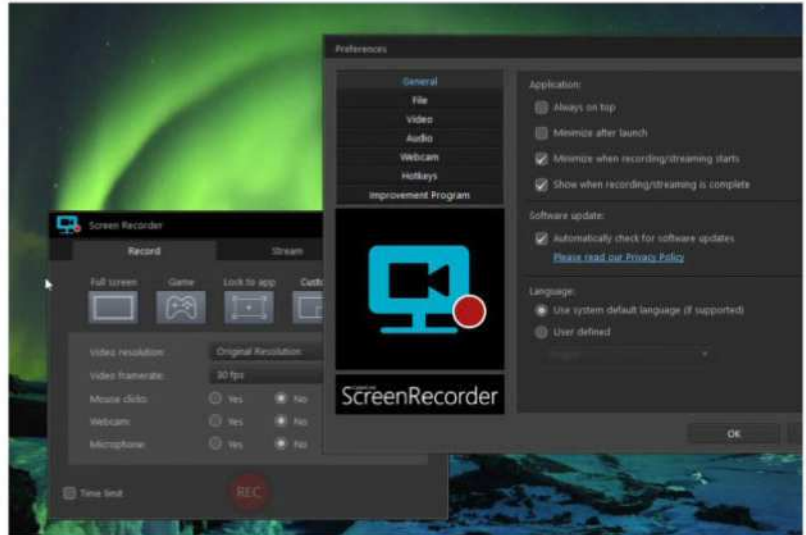 Preferences
General
File
Video
Audio
Webcam
Hotkeys
Improvement Program
ScreenRecorder
Application:
Always on top
Minimize after launch
Minimize when recording/streaming starts
Show when recording/streaming is complete
Software update:
Automatically check for software updates
Please read our Privacy Policy
Language:
Use system default language (if supported)
User defined
OK
Screen Recorder
Record Stream
Full screen Game Lock to app
Video resolution: Original Resolution
Video framerate: 30 fps
Mouse clicks: Yes No
Webcam: Yes No
Microphone: Yes No
Time limit REC